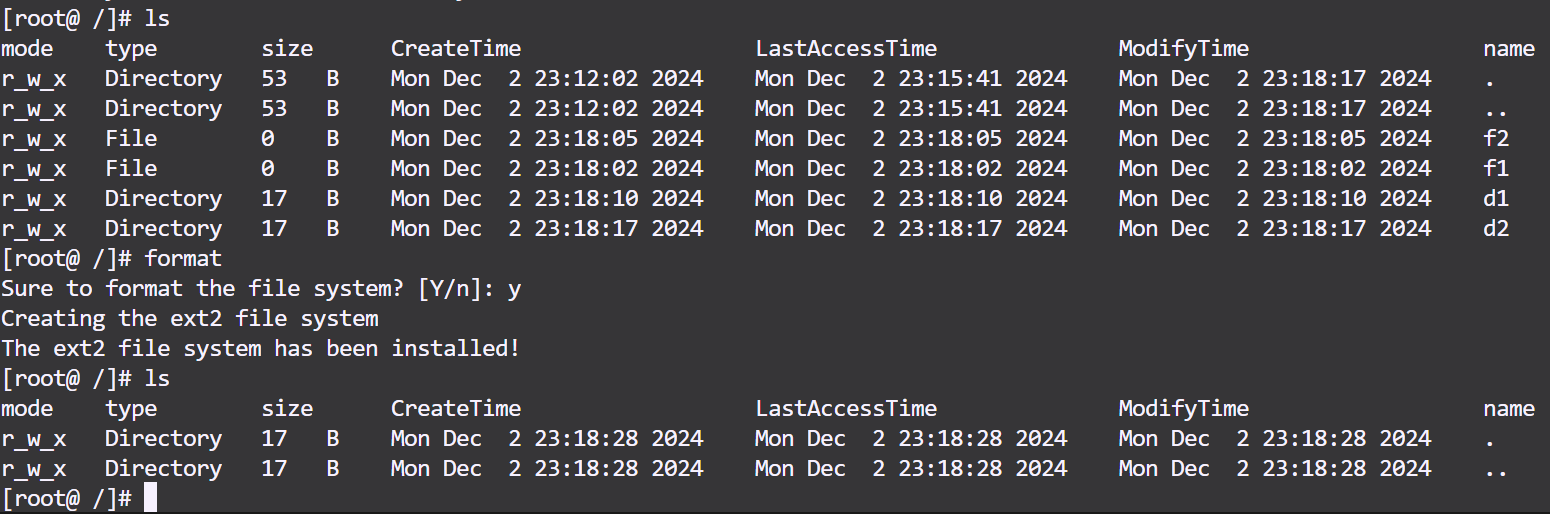 [root@ /]# ls
mode    type        size      CreateTime                  LastAccessTime              ModifyTime                  name
r_w_x   Directory   53   B    Mon Dec  2 23:12:02 2024    Mon Dec  2 23:15:41 2024    Mon Dec  2 23:18:17 2024    .
r_w_x   Directory   53   B    Mon Dec  2 23:12:02 2024    Mon Dec  2 23:15:41 2024    Mon Dec  2 23:18:17 2024    ..
r_w_x   File        0    B    Mon Dec  2 23:18:05 2024    Mon Dec  2 23:18:05 2024    Mon Dec  2 23:18:05 2024    f2
r_w_x   File        0    B    Mon Dec  2 23:18:02 2024    Mon Dec  2 23:18:02 2024    Mon Dec  2 23:18:02 2024    f1
r_w_x   Directory   17   B    Mon Dec  2 23:18:10 2024    Mon Dec  2 23:18:10 2024    Mon Dec  2 23:18:10 2024    d1
r_w_x   Directory   17   B    Mon Dec  2 23:18:17 2024    Mon Dec  2 23:18:17 2024    Mon Dec  2 23:18:17 2024    d2
[root@ /]# format
Sure to format the file system? [Y/n]: y
Creating the ext2 file system
The ext2 file system has been installed!
[root@ /]# ls
mode    type        size      CreateTime                  LastAccessTime              ModifyTime                  name
r_w_x   Directory   17   B    Mon Dec  2 23:18:28 2024    Mon Dec  2 23:18:28 2024    Mon Dec  2 23:18:28 2024    .
r_w_x   Directory   17   B    Mon Dec  2 23:18:28 2024    Mon Dec  2 23:18:28 2024    Mon Dec  2 23:18:28 2024    ..
[root@ /]#